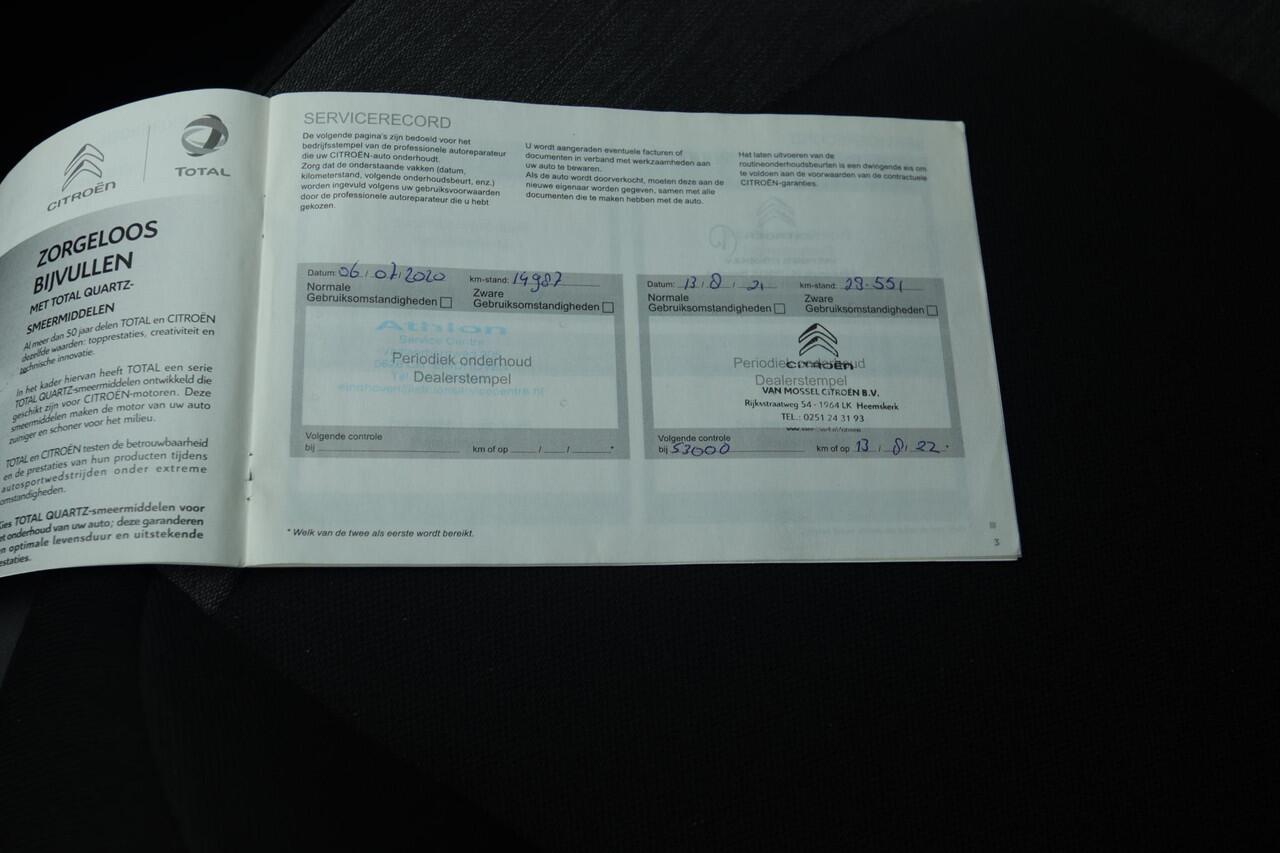 CITROËN
TOTAL
ZORGELOOS
BIJVULLEN
MET TOTAL QUARTZ-
SMEERMIDDELEN
Al meer dan 50 jaar delen TOTAL en CITROËN
dezelfde waarden: topprestaties, creativiteit en
technische innovatie.
In het kader hiervan heeft TOTAL een serie
TOTAL QUARTZ-smeermiddelen ontwikkeld die
geschikt zijn voor CITROËN-motoren. Deze
smeermiddelen maken de motor van uw auto
zuiniger en schoner voor het milieu.
TOTAL en CITROËN testen de betrouwbaarheid
en de prestaties van hun producten tijdens
autosportwedstrijden onder extreme
omstandigheden.
Kies TOTAL QUARTZ-smeermiddelen voor
et onderhoud van uw auto; deze garanderen
n optimale levensduur en uitstekende
estaties.
SERVICERECORD
De volgende pagina's zijn bedoeld voor het
bedrijfsstempel van de professionele autoreparateur
die uw CITROËN-auto onderhoudt.
Zorg dat de onderstaande vakken (datum,
kilometerstand, volgende onderhoudsbeurt, enz.)
worden ingevuld volgens uw gebruiksvoorwaarden
door de professionele autoreparateur die u hebt
gekozen.
U wordt aangeraden eventuele facturen of
documenten in verband met werkzaamheden aan
uw auto te bewaren.
Als de auto wordt doorverkocht, moeten deze aan de
nieuwe eigenaar worden gegeven, samen met alle
documenten die te maken hebben met de auto.
Het laten uitvoeren van de
routineonderhoudsbeurten is een dwingende eis om
te voldoen aan de voorwaarden van de contractuele
CITROËN-garanties.
Datum: 06 / 07 / 2020 km-stand: 14987
Normale
Gebruiksomstandigheden
Zware
Gebruiksomstandigheden
Athlon
Service Centre
Periodiek onderhoud
Dealerstempel
Volgende controle
bij km of op / / *
Datum: 13 / 8 / 21 km-stand: 29.551
Normale
Gebruiksomstandigheden
Zware
Gebruiksomstandigheden
Periodiek onderhoud
CITROËN
Dealerstempel
VAN MOSSEL CITROËN B.V.
Rijksstraatweg 54 - 1964 LK Heemskerk
TEL.: 0251 24 31 93
Volgende controle
bij 53000 km of op 13 / 8 / 22 *
* Welk van de twee als eerste wordt bereikt.
3